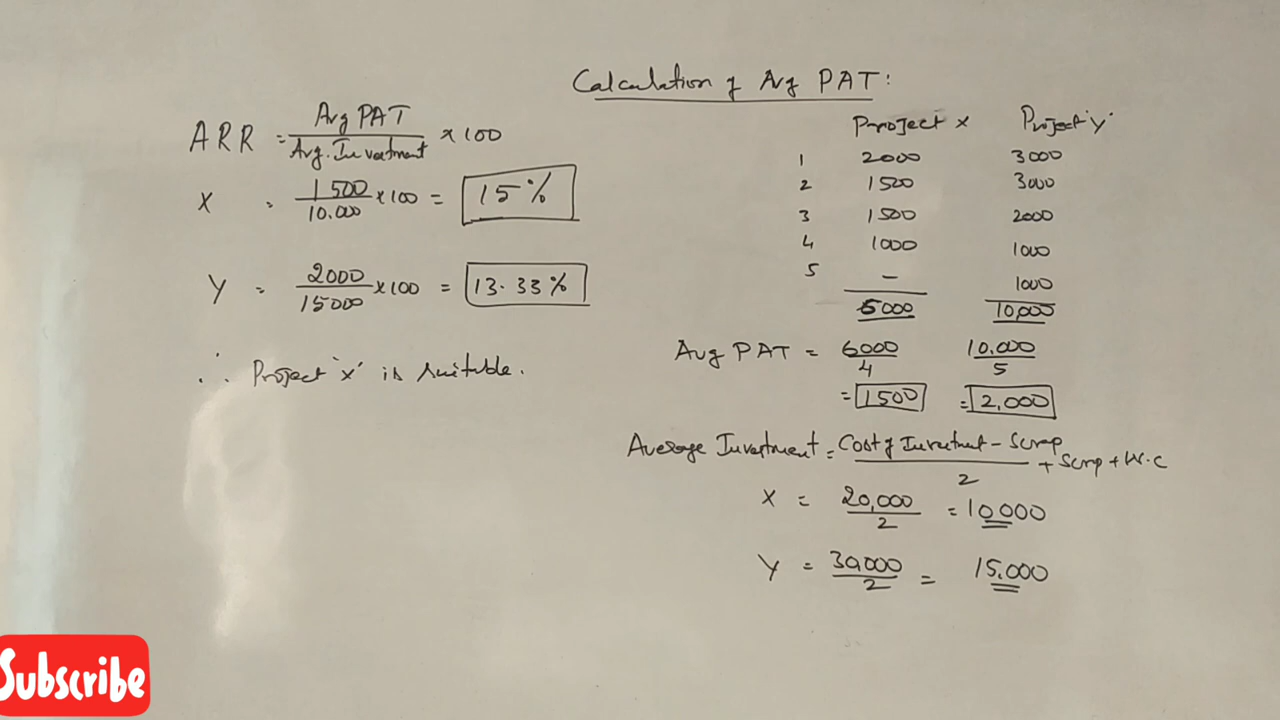 Calculation of Avg PAT:
ARR = Avg PAT / Avg. Investment × 100
X = 1500 / 10.000 × 100 = 15%
Y = 2000 / 15000 × 100 = 13.33%
∴ Project 'X' is suitable.
Project X Project 'Y'
1 2000 3000
2 1500 3000
3 1500 2000
4 1000 1000
5 - 1000
6000 10,000
Avg PAT = 6000 / 4 10.000 / 5
= 1500 = 2,000
Average Investment = Cost of Investment - Scrap / 2 + Scrap + W.C
X = 20,000 / 2 = 10,000
Y = 30,000 / 2 = 15,000
Subscribe